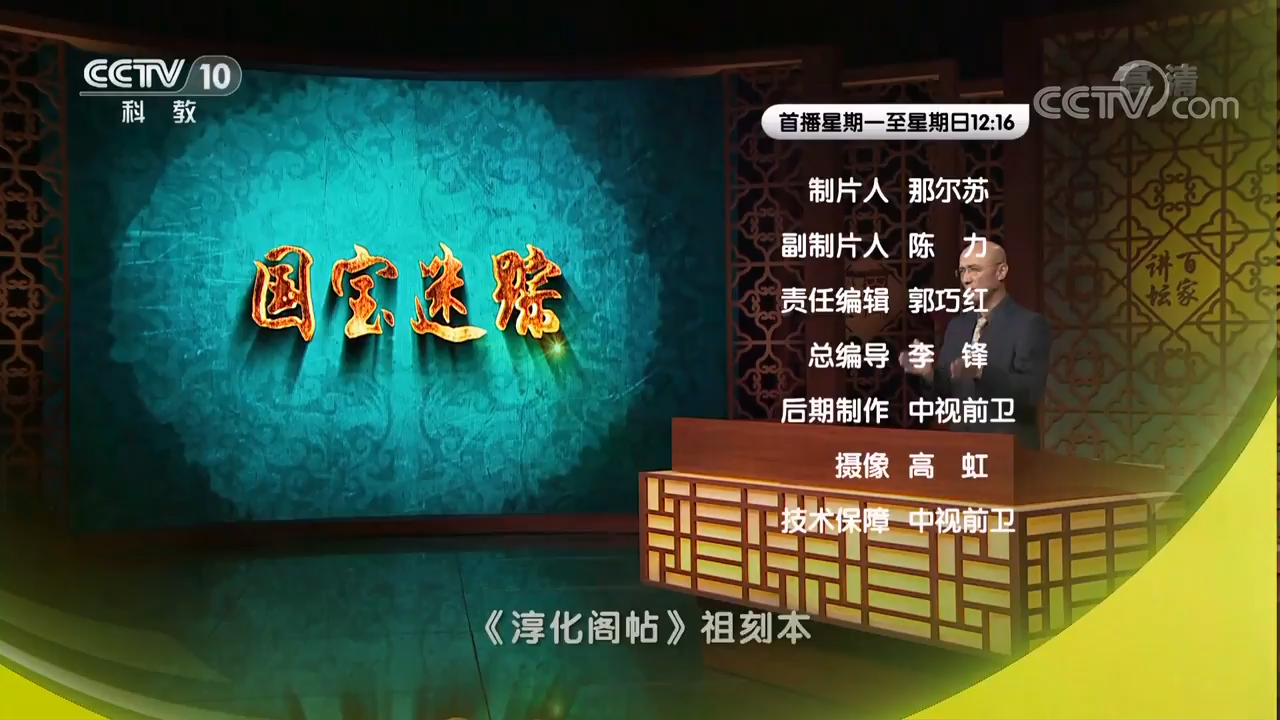 CCTV 10
科 教
高清
CCTV com
首播星期一至星期日12:16
制片人 那尔苏
副制片人 陈 力
责任编辑 郭巧红
总编导 李 锋
后期制作 中视前卫
摄像 高 虹
技术保障 中视前卫
国宝迷踪
百家
讲坛
《淳化阁帖》祖刻本